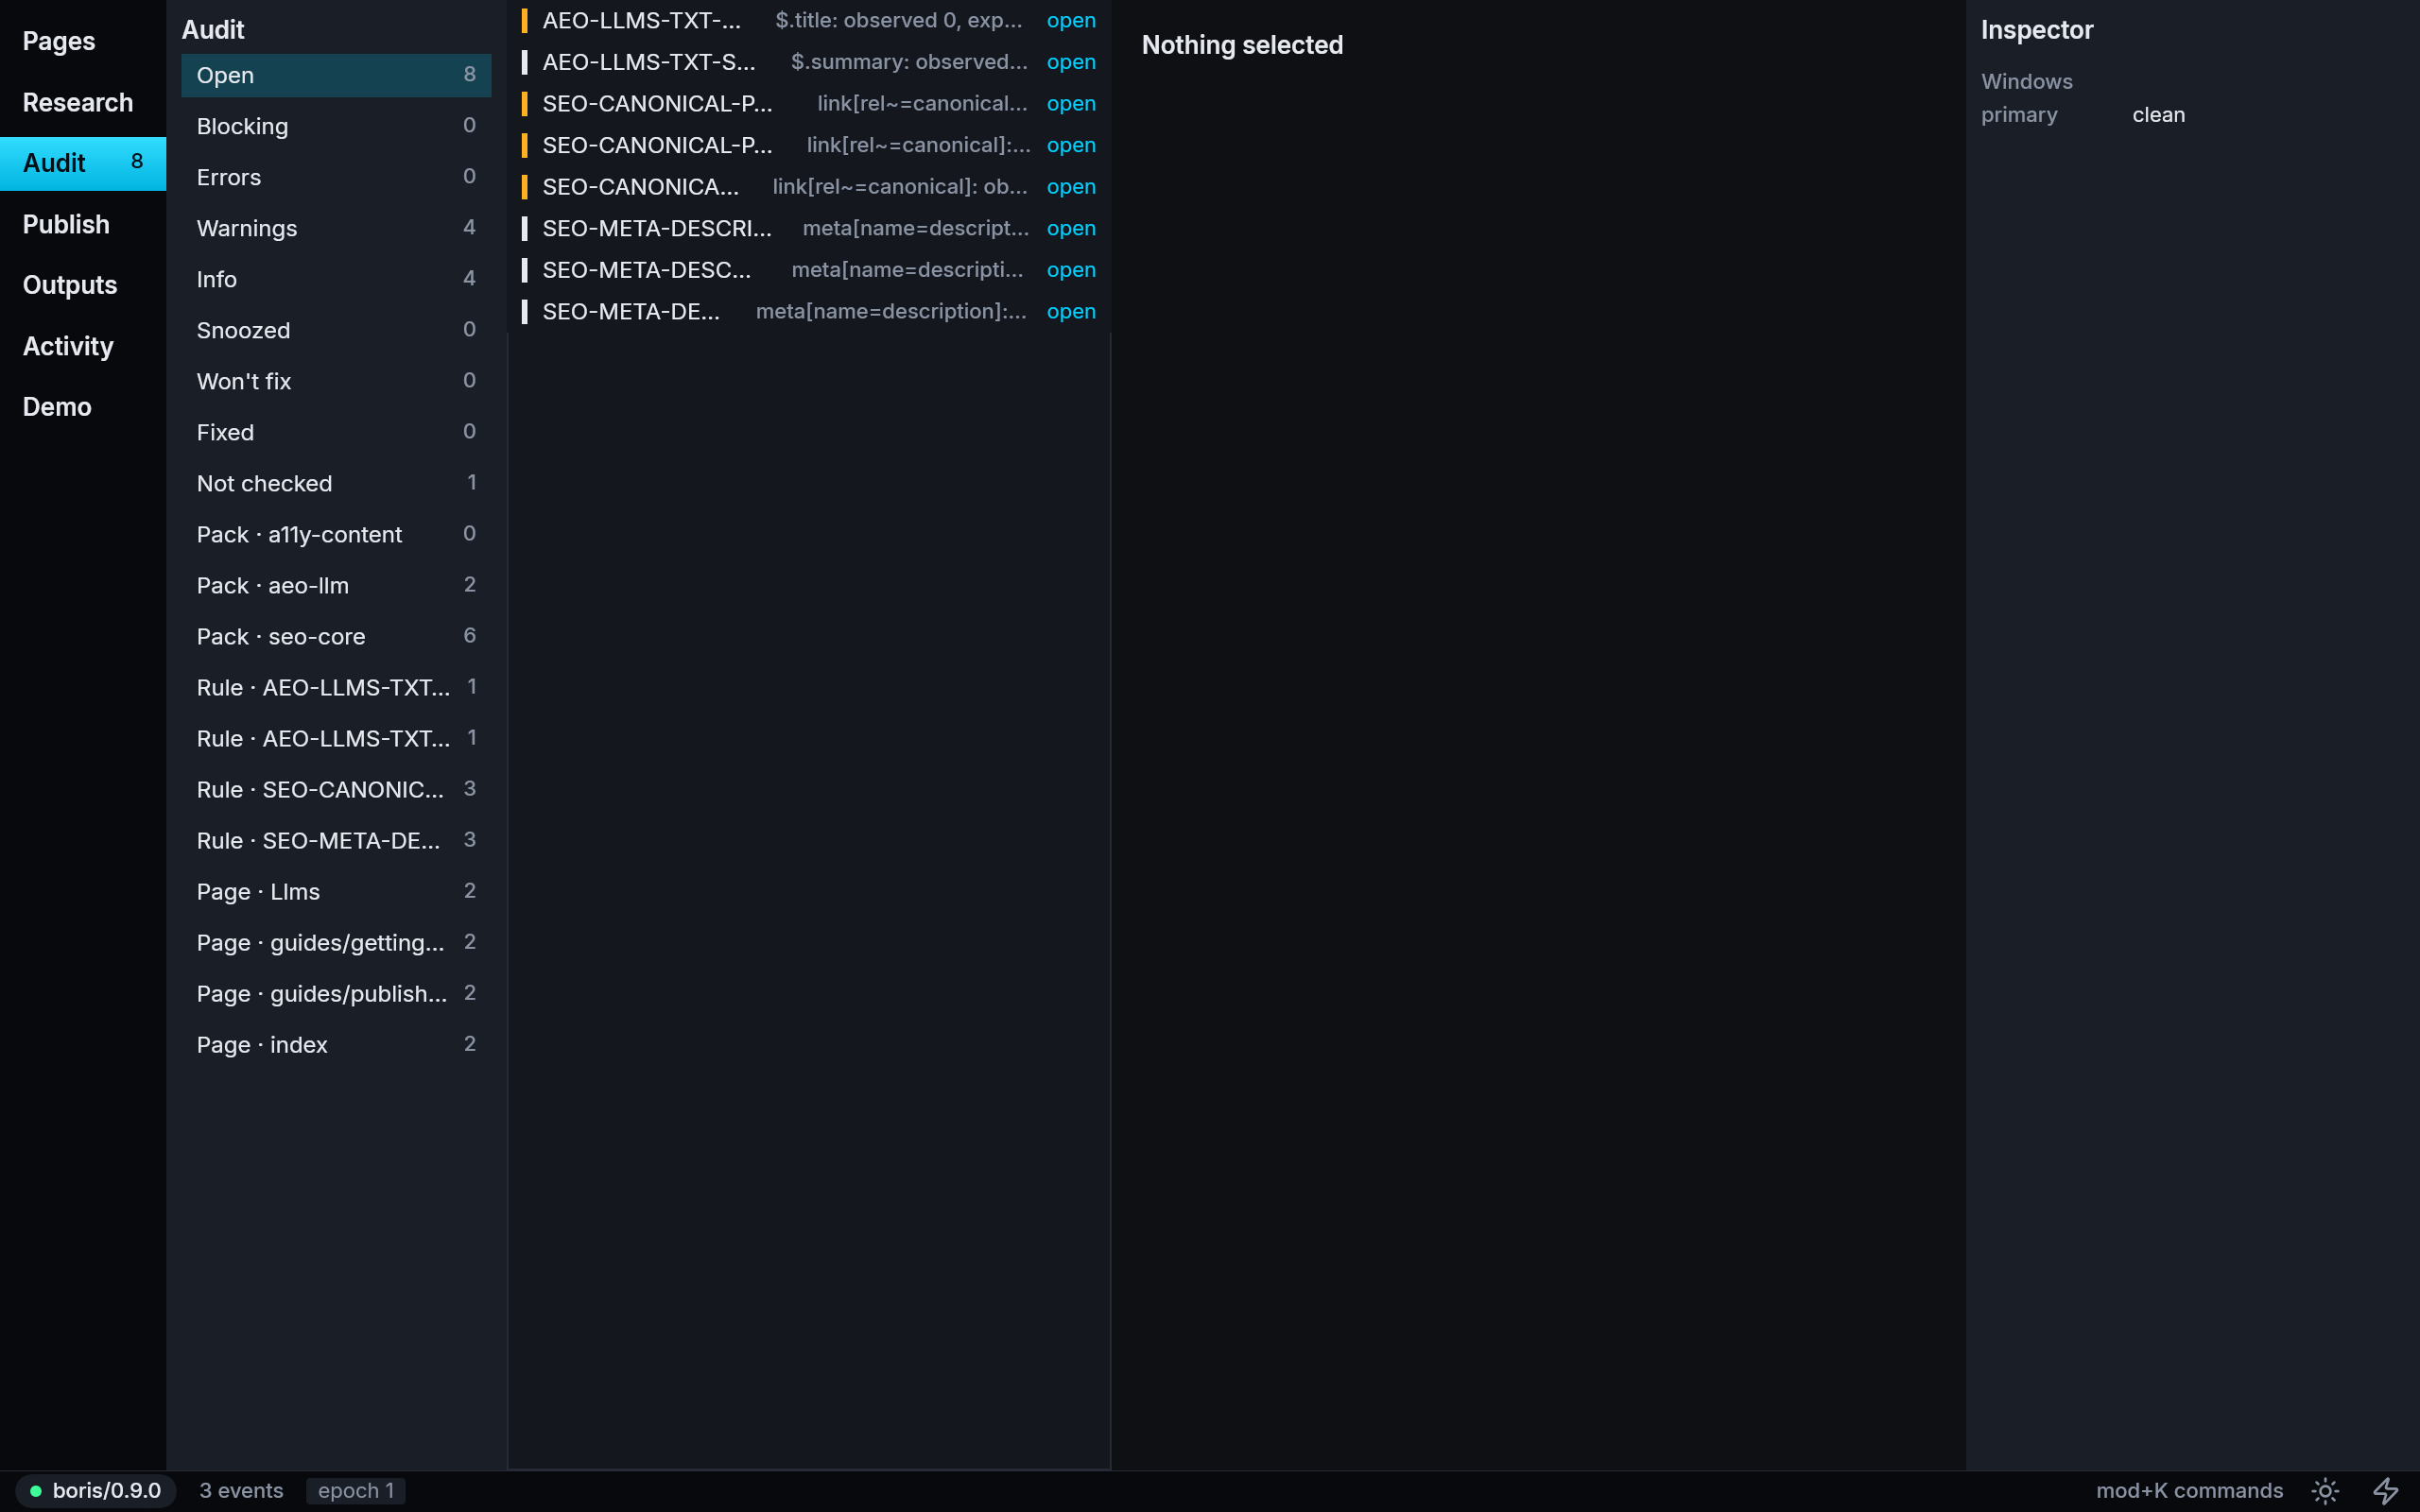 Pages
Research
Audit 8
Publish
Outputs
Activity
Demo
Audit
Open 8
Blocking 0
Errors 0
Warnings 4
Info 4
Snoozed 0
Won't fix 0
Fixed 0
Not checked 1
Pack · a11y-content 0
Pack · aeo-llm 2
Pack · seo-core 6
Rule · AEO-LLMS-TXT... 1
Rule · AEO-LLMS-TXT... 1
Rule · SEO-CANONIC... 3
Rule · SEO-META-DE... 3
Page · Llms 2
Page · guides/getting... 2
Page · guides/publish... 2
Page · index 2
AEO-LLMS-TXT-... $.title: observed 0, exp... open
AEO-LLMS-TXT-S... $.summary: observed... open
SEO-CANONICAL-P... link[rel~=canonical... open
SEO-CANONICAL-P... link[rel~=canonical]:... open
SEO-CANONICA... link[rel~=canonical]: ob... open
SEO-META-DESCRI... meta[name=descript... open
SEO-META-DESC... meta[name=descripti... open
SEO-META-DE... meta[name=description]:... open
Nothing selected
Inspector
Windows
primary clean
boris/0.9.0 3 events epoch 1
mod+K commands